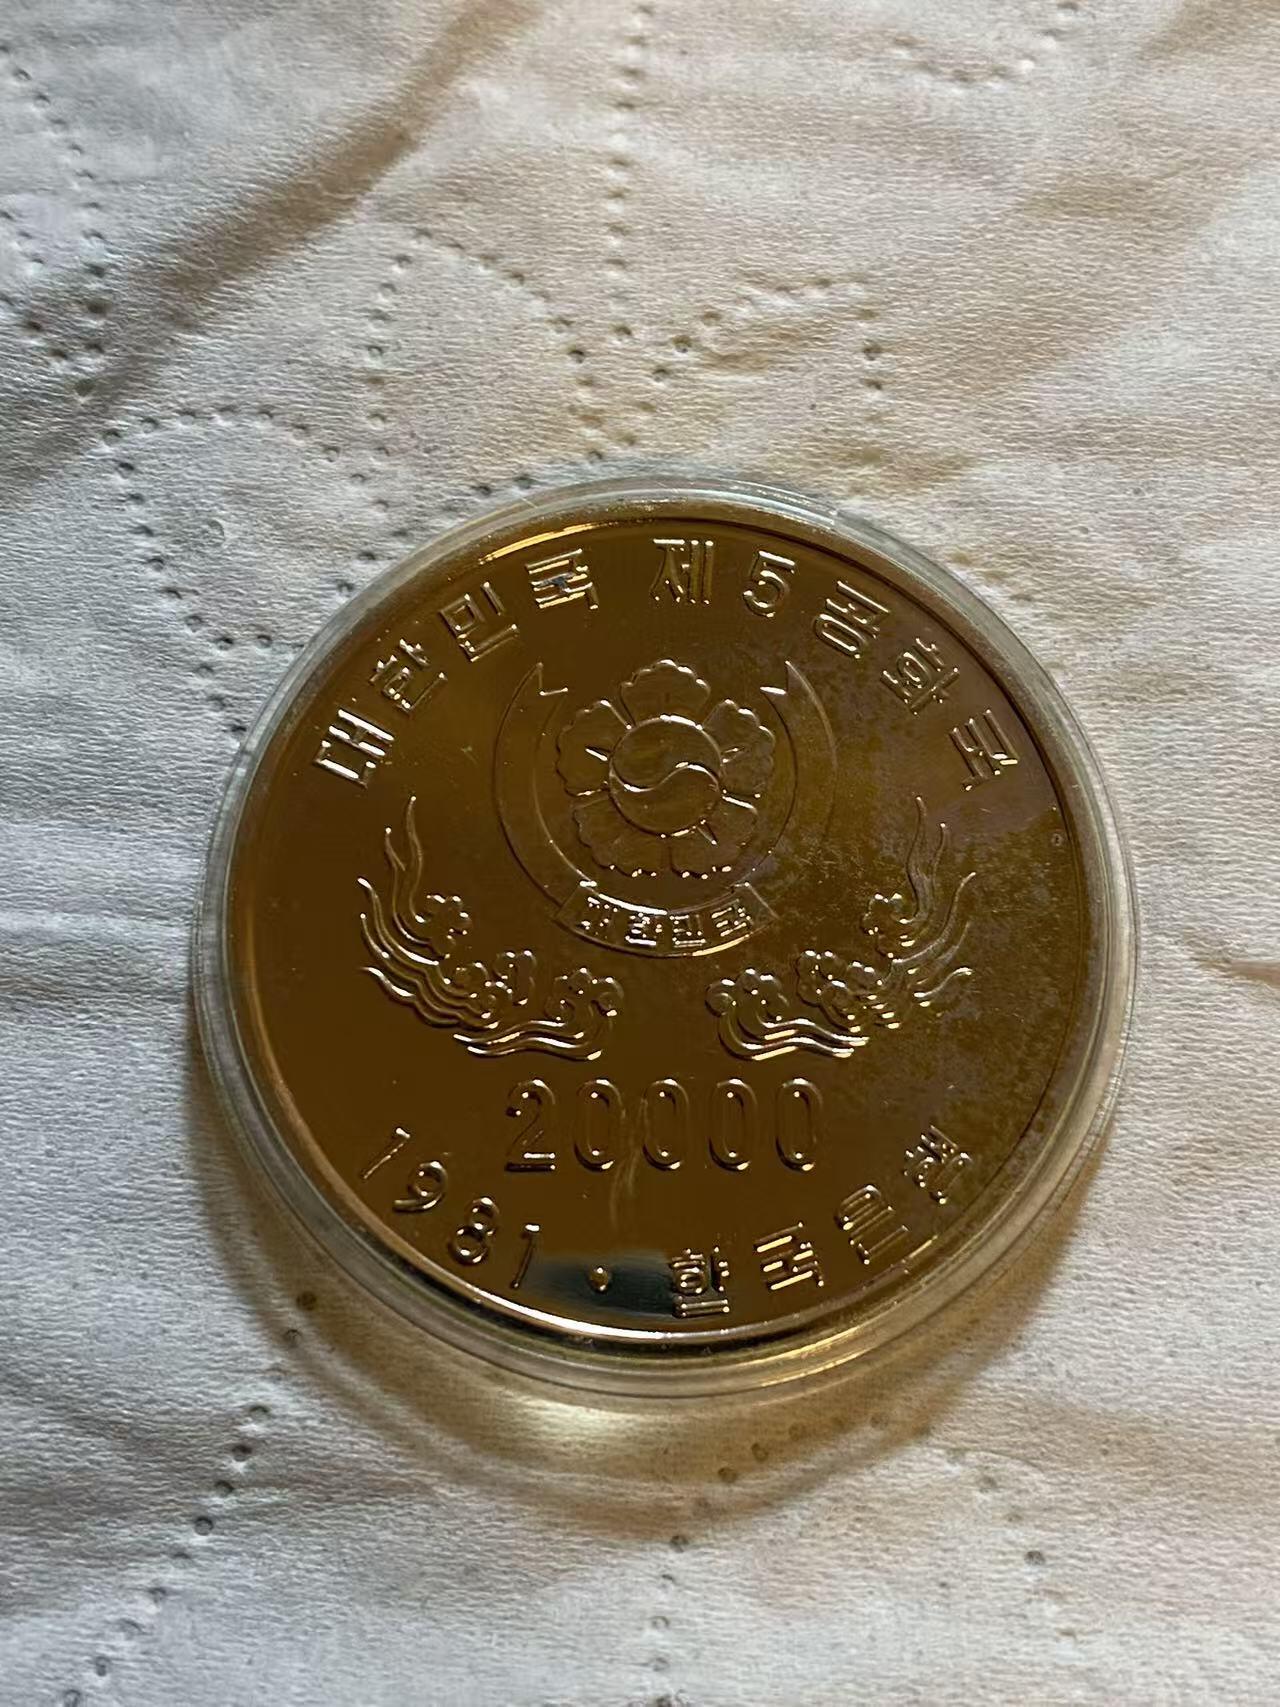 대한민국 제5공화국
대한민국
20000
1981 · 한국은행